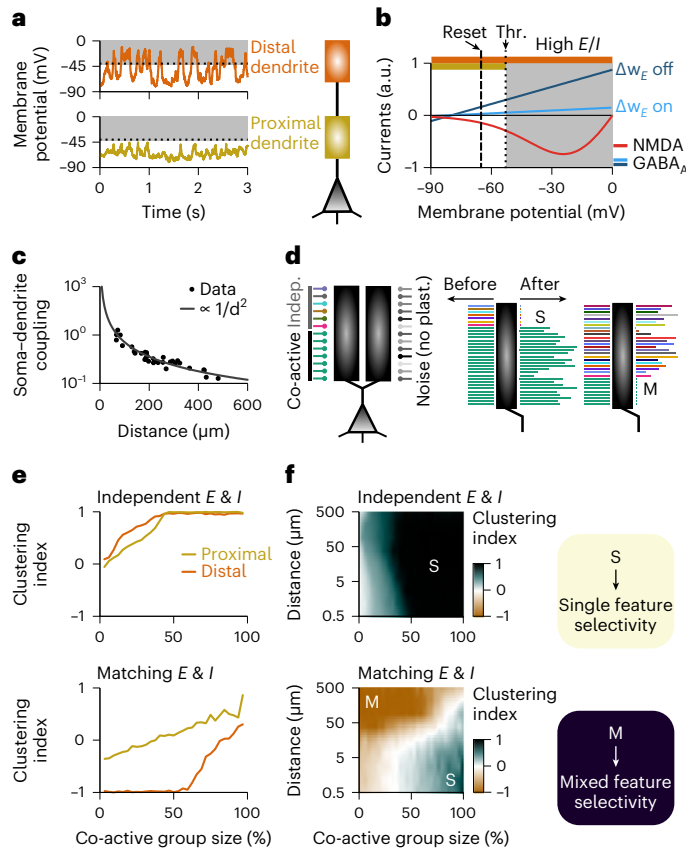 a
Membrane
potential (mV)
0
−45
−90
Distal
dendrite
0
−45
−90
Proximal
dendrite
0
1
2
3
Time (s)
b
Reset
Thr.
High E/I
Currents (a.u.)
1
0
−1
ΔwE off
ΔwE on
NMDA
GABAA
−90
−60
−30
0
Membrane potential (mV)
c
Soma–dendrite
coupling
10³
10⁰
10⁻¹
Data
∝ 1/d²
0
200
400
600
Distance (µm)
d
Co-active
Indep.
Noise (no plast.)
Before
After
S
M
e
Independent E & I
Clustering
index
1
0
−1
Proximal
Distal
0
50
100
Matching E & I
Clustering
index
1
0
−1
0
50
100
Co-active group size (%)
f
Independent E & I
Distance (µm)
500
50
5
0.5
S
0
50
100
Clustering
index
1
0
−1
Matching E & I
Distance (µm)
500
50
5
0.5
M
S
0
50
100
Clustering
index
1
0
−1
Co-active group size (%)
S
Single feature
selectivity
M
Mixed feature
selectivity